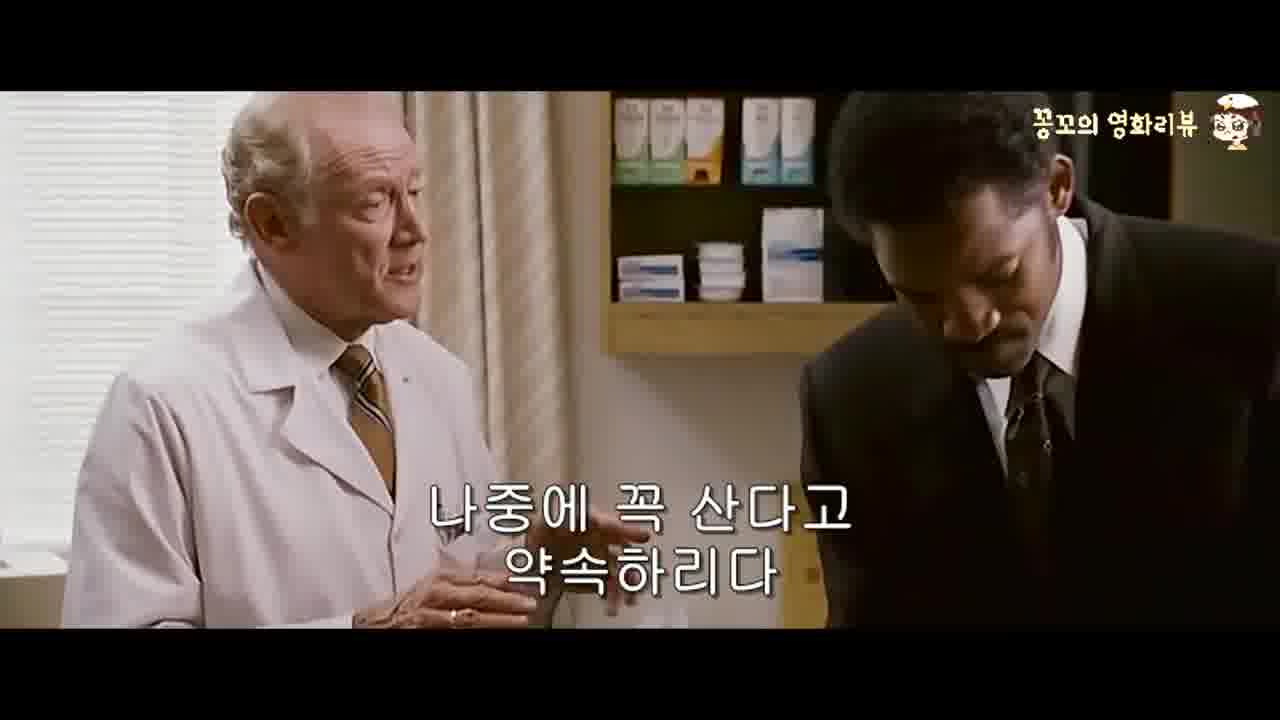 꽁꼬의 영화리뷰
나중에 꼭 산다고
약속하리다